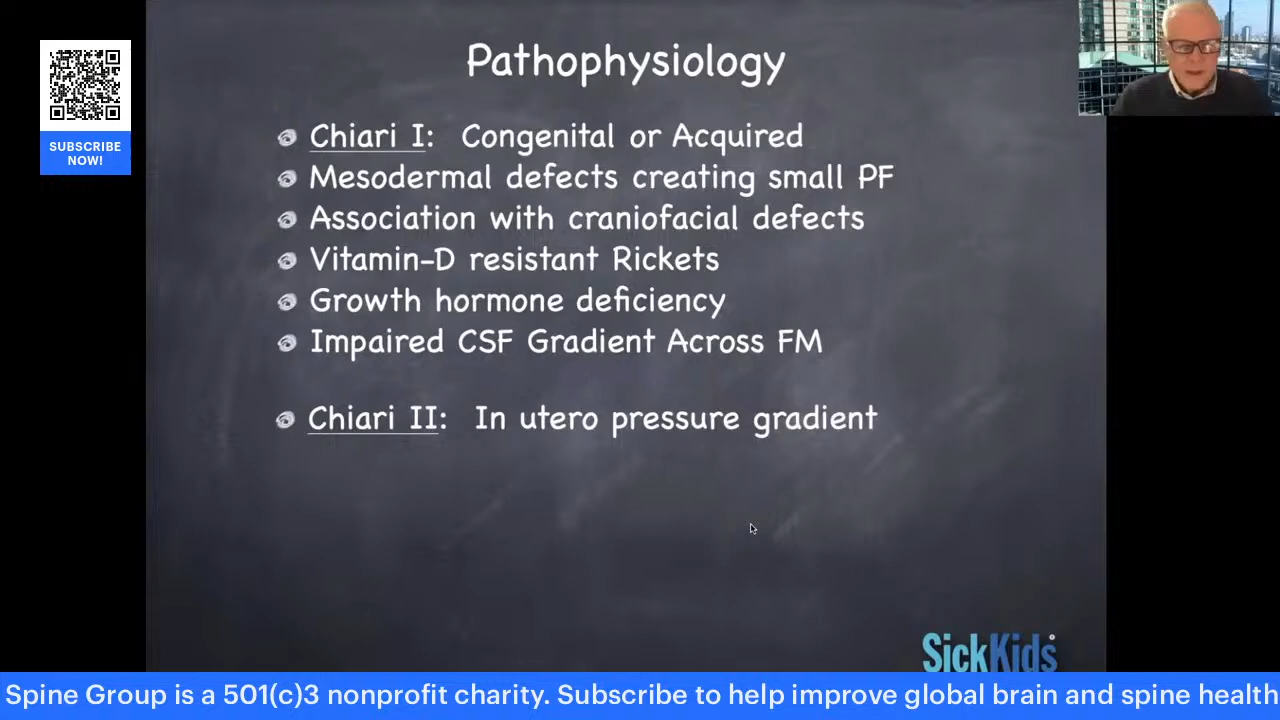 Pathophysiology
SUBSCRIBE
NOW!
Chiari I: Congenital or Acquired
Mesodermal defects creating small PF
Association with craniofacial defects
Vitamin-D resistant Rickets
Growth hormone deficiency
Impaired CSF Gradient Across FM
Chiari II: In utero pressure gradient
SickKids
Spine Group is a 501(c)3 nonprofit charity. Subscribe to help improve global brain and spine health